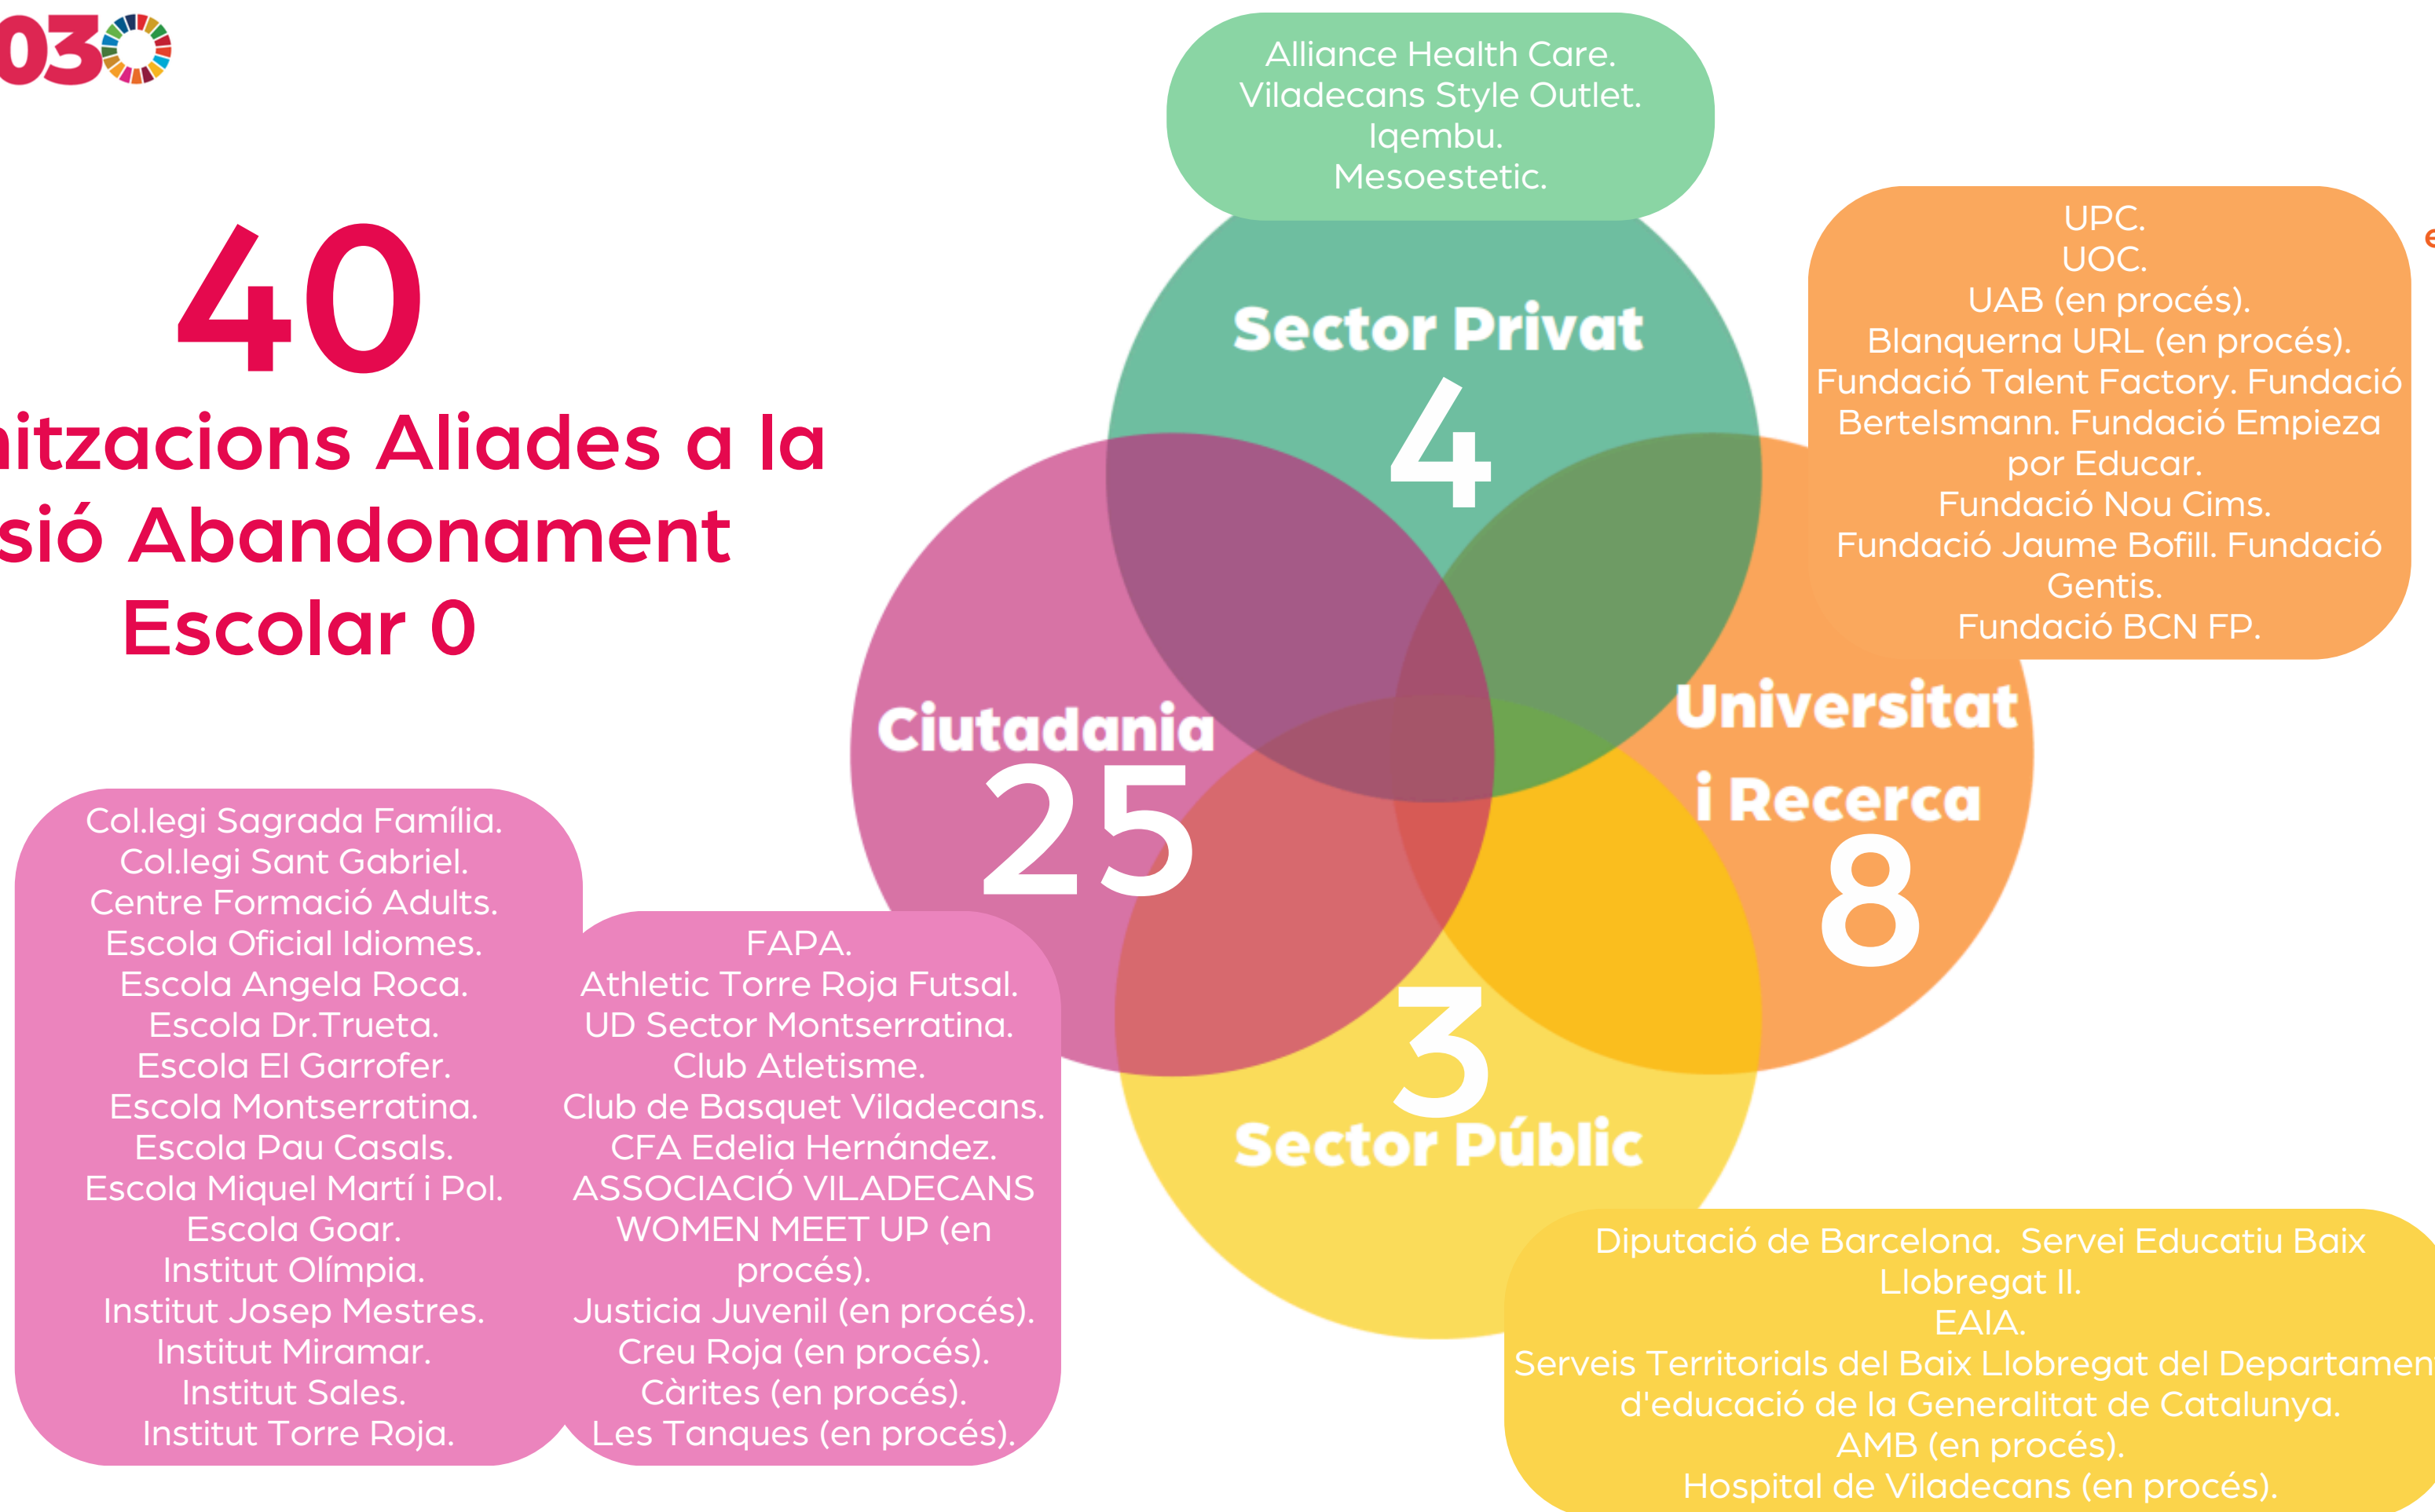 030
40
nitzacions Aliades a la
sió Abandonament
Escolar 0
Alliance Health Care.
Viladecans Style Outlet.
Iqembu.
Mesoestetic.
Sector Privat
4
UPC.
UOC.
UAB (en procés).
Blanquerna URL (en procés).
Fundació Talent Factory. Fundació
Bertelsmann. Fundació Empieza
por Educar.
Fundació Nou Cims.
Fundació Jaume Bofill. Fundació
Gentis.
Fundació BCN FP.
Universitat
i Recerca
8
Ciutadania
25
Col.legi Sagrada Família.
Col.legi Sant Gabriel.
Centre Formació Adults.
Escola Oficial Idiomes.
Escola Angela Roca.
Escola Dr.Trueta.
Escola El Garrofer.
Escola Montserratina.
Escola Pau Casals.
Escola Miquel Martí i Pol.
Escola Goar.
Institut Olímpia.
Institut Josep Mestres.
Institut Miramar.
Institut Sales.
Institut Torre Roja.
FAPA.
Athletic Torre Roja Futsal.
UD Sector Montserratina.
Club Atletisme.
Club de Basquet Viladecans.
CFA Edelia Hernández.
ASSOCIACIÓ VILADECANS
WOMEN MEET UP (en
procés).
Justicia Juvenil (en procés).
Creu Roja (en procés).
Càrites (en procés).
Les Tanques (en procés).
3
Sector Públic
Diputació de Barcelona. Servei Educatiu Baix
Llobregat II.
EAIA.
Serveis Territorials del Baix Llobregat del Departamen
d'educació de la Generalitat de Catalunya.
AMB (en procés).
Hospital de Viladecans (en procés).